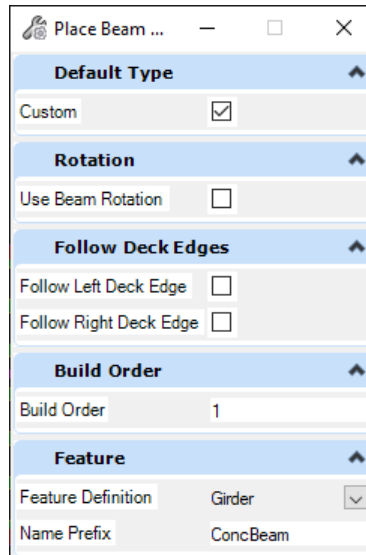 Place Beam ...
Default Type
Custom
Rotation
Use Beam Rotation
Follow Deck Edges
Follow Left Deck Edge
Follow Right Deck Edge
Build Order
Build Order 1
Feature
Feature Definition Girder
Name Prefix ConcBeam